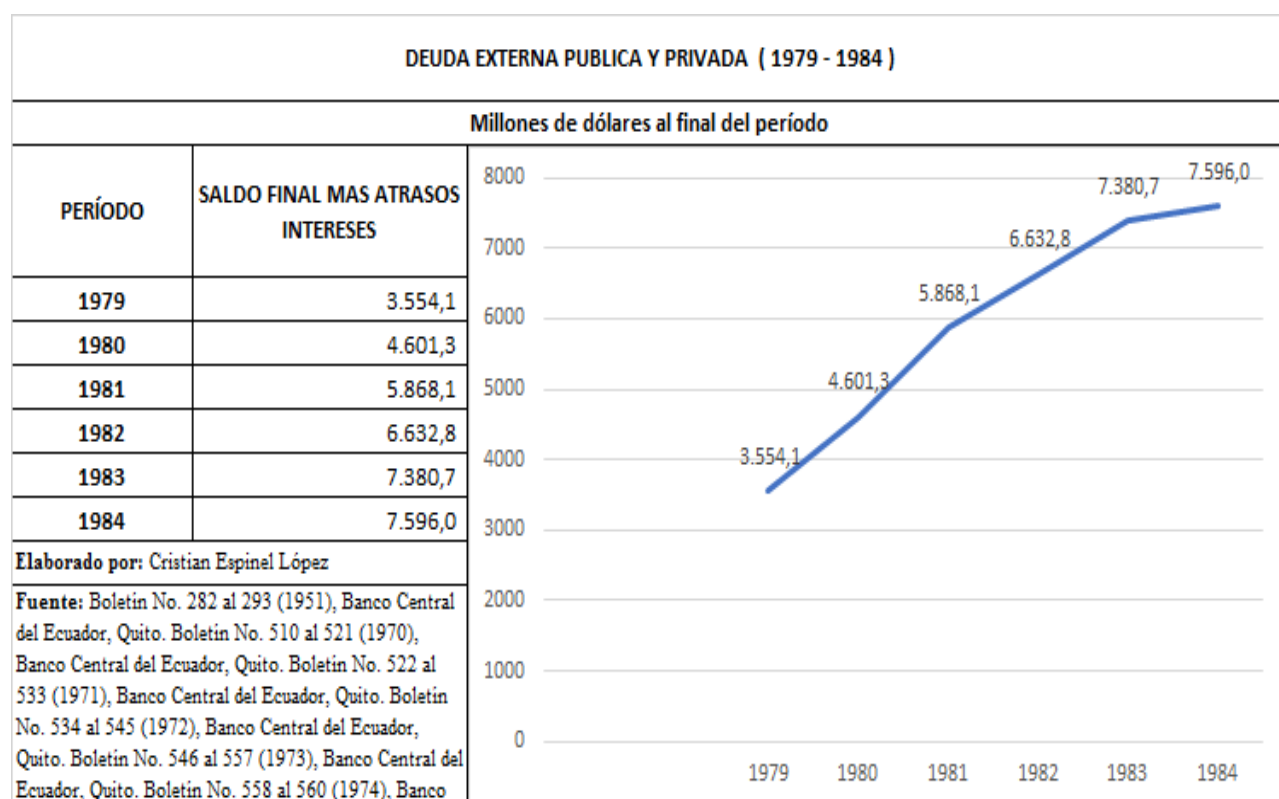 DEUDA EXTERNA PUBLICA Y PRIVADA ( 1979 - 1984 )
Millones de dólares al final del período
PERÍODO
SALDO FINAL MAS ATRASOS
INTERESES
1979 3.554,1
1980 4.601,3
1981 5.868,1
1982 6.632,8
1983 7.380,7
1984 7.596,0
Elaborado por: Cristian Espinel López
Fuente: Boletin No. 282 al 293 (1951), Banco Central
del Ecuador, Quito. Boletin No. 510 al 521 (1970),
Banco Central del Ecuador, Quito. Boletin No. 522 al
533 (1971), Banco Central del Ecuador, Quito. Boletin
No. 534 al 545 (1972), Banco Central del Ecuador,
Quito. Boletin No. 546 al 557 (1973), Banco Central del
Ecuador, Quito. Boletin No. 558 al 560 (1974), Banco
8000
7000
6000
5000
4000
3000
2000
1000
0
3.554,1
4.601,3
5.868,1
6.632,8
7.380,7
7.596,0
1979 1980 1981 1982 1983 1984